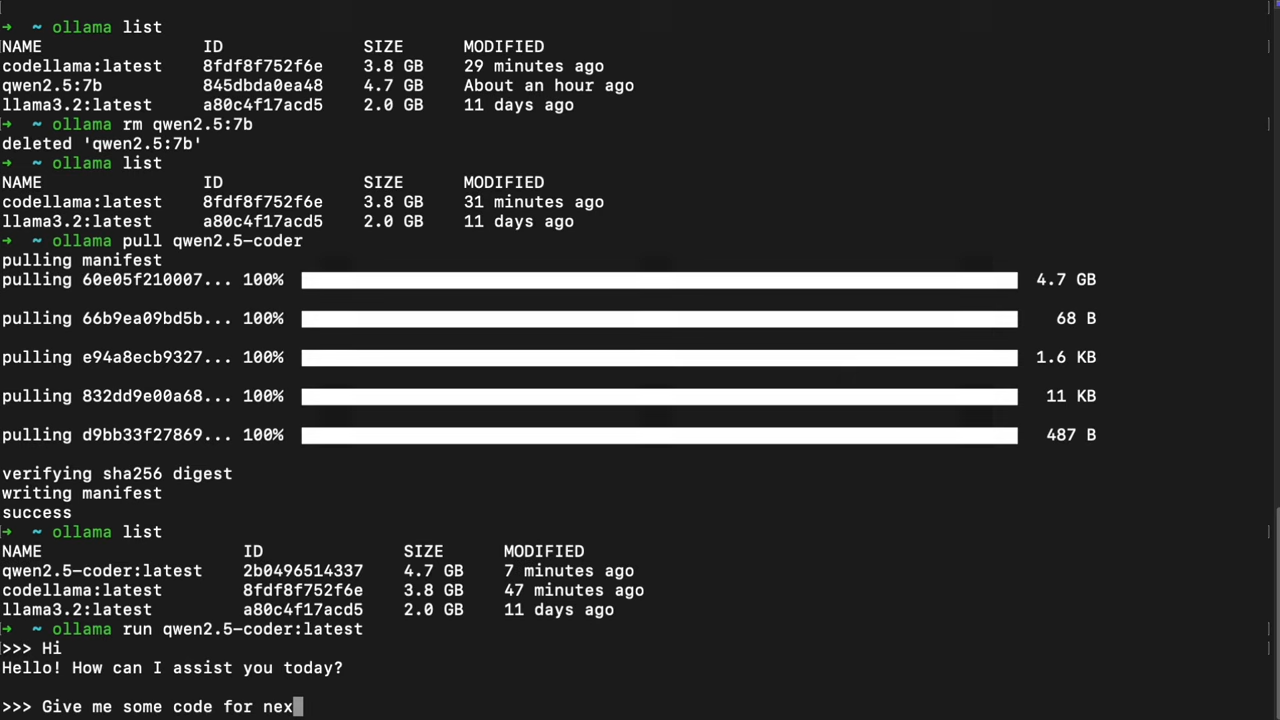 ➜ ~ ollama list
NAME ID SIZE MODIFIED
codellama:latest 8fdf8f752f6e 3.8 GB 29 minutes ago
qwen2.5:7b 845dbda0ea48 4.7 GB About an hour ago
llama3.2:latest a80c4f17acd5 2.0 GB 11 days ago
➜ ~ ollama rm qwen2.5:7b
deleted 'qwen2.5:7b'
➜ ~ ollama list
NAME ID SIZE MODIFIED
codellama:latest 8fdf8f752f6e 3.8 GB 31 minutes ago
llama3.2:latest a80c4f17acd5 2.0 GB 11 days ago
➜ ~ ollama pull qwen2.5-coder
pulling manifest
pulling 60e05f210007... 100% 4.7 GB
pulling 66b9ea09bd5b... 100% 68 B
pulling e94a8ecb9327... 100% 1.6 KB
pulling 832dd9e00a68... 100% 11 KB
pulling d9bb33f27869... 100% 487 B
verifying sha256 digest
writing manifest
success
➜ ~ ollama list
NAME ID SIZE MODIFIED
qwen2.5-coder:latest 2b0496514337 4.7 GB 7 minutes ago
codellama:latest 8fdf8f752f6e 3.8 GB 47 minutes ago
llama3.2:latest a80c4f17acd5 2.0 GB 11 days ago
➜ ~ ollama run qwen2.5-coder:latest
>>> Hi
Hello! How can I assist you today?
>>> Give me some code for nex